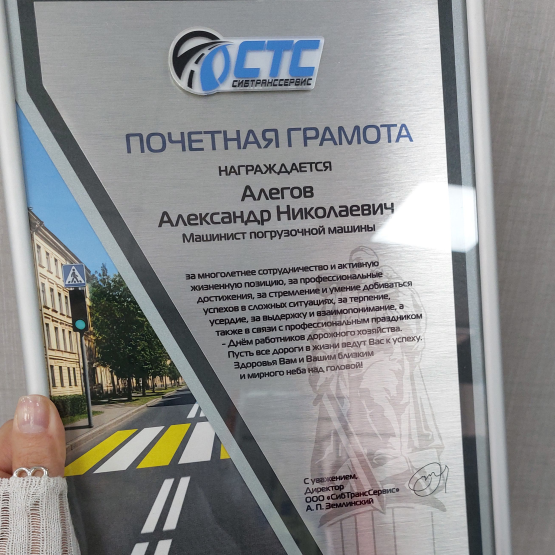 СТС
СИБТРАНССЕРВИС
ПОЧЕТНАЯ ГРАМОТА
НАГРАЖДАЕТСЯ
Алегов
Александр Николаевич
Машинист погрузочной машины
за многолетнее сотрудничество и активную
жизненную позицию, за профессиональные
достижения, за стремление и умение добиваться
успехов в сложных ситуациях, за терпение,
усердие, за выдержку и взаимопонимание, а
также в связи с профессиональным праздником
– Днём работников дорожного хозяйства.
Пусть все дороги в жизни ведут Вас к успеху.
Здоровья Вам и Вашим близким
и мирного неба над головой!
С уважением,
Директор
ООО «СибТрансСервис»
А. П. Землинский